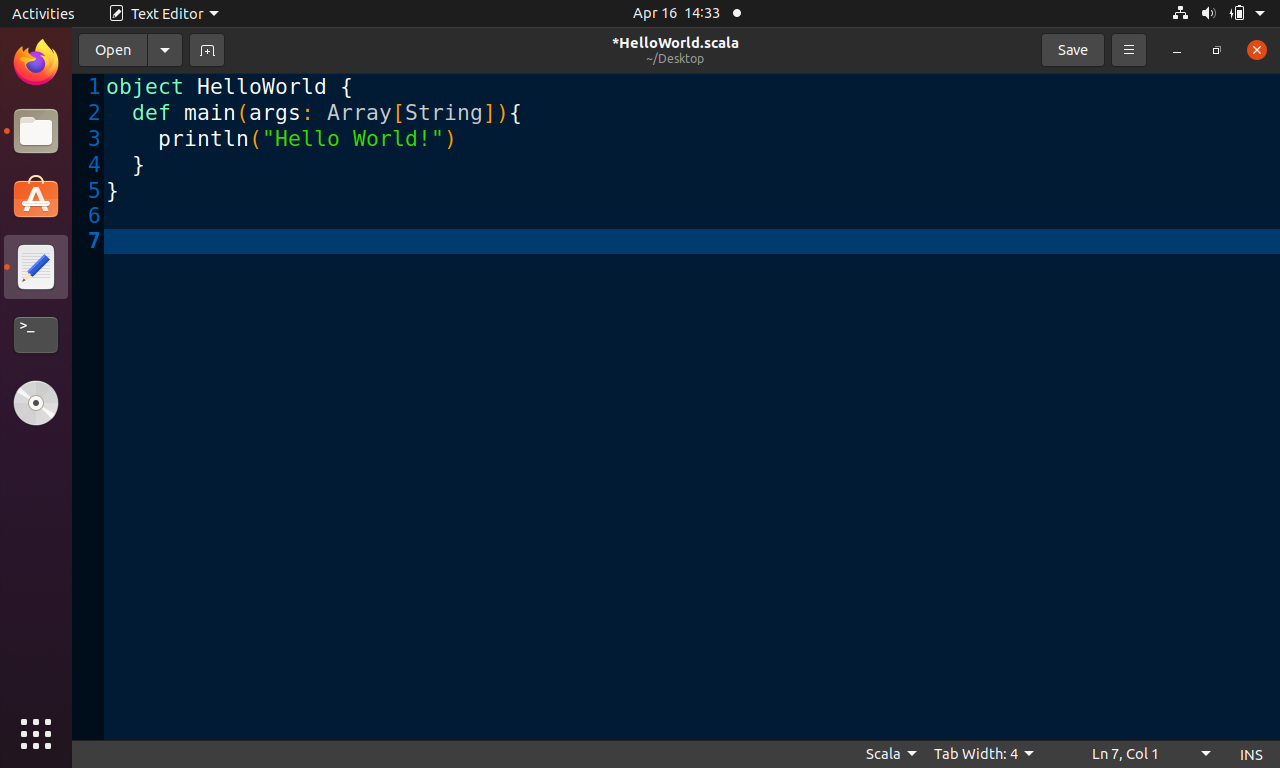 Activities
Text Editor
Apr 16 14:33
Open
*HelloWorld.scala
~/Desktop
Save
1 object HelloWorld {
2   def main(args: Array[String]){
3     println("Hello World!")
4   }
5 }
6
7
>_
Scala
Tab Width: 4
Ln 7, Col 1
INS